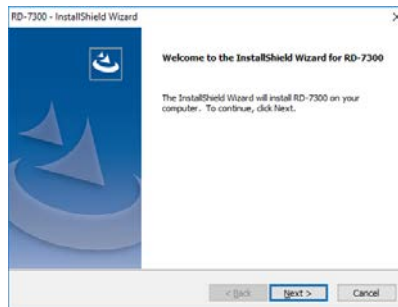 RD-7300 - InstallShield Wizard
Welcome to the InstallShield Wizard for RD-7300
The InstallShield Wizard will install RD-7300 on your
computer. To continue, click Next.
< Back
Next >
Cancel